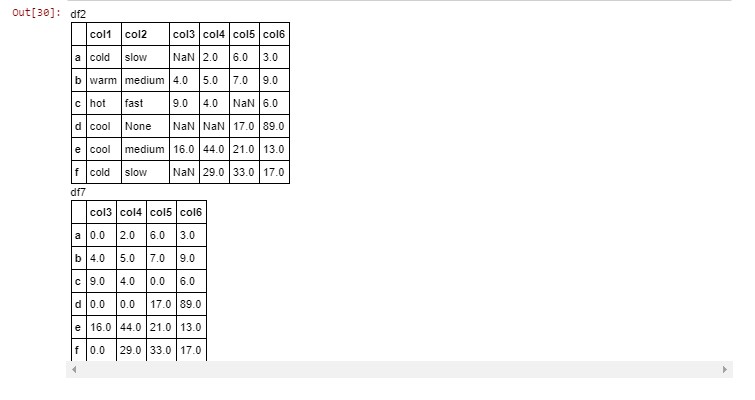 Out[30]: df2
col1 col2 col3 col4 col5 col6
a cold slow NaN 2.0 6.0 3.0
b warm medium 4.0 5.0 7.0 9.0
c hot fast 9.0 4.0 NaN 6.0
d cool None NaN NaN 17.0 89.0
e cool medium 16.0 44.0 21.0 13.0
f cold slow NaN 29.0 33.0 17.0
df7
col3 col4 col5 col6
a 0.0 2.0 6.0 3.0
b 4.0 5.0 7.0 9.0
c 9.0 4.0 0.0 6.0
d 0.0 0.0 17.0 89.0
e 16.0 44.0 21.0 13.0
f 0.0 29.0 33.0 17.0